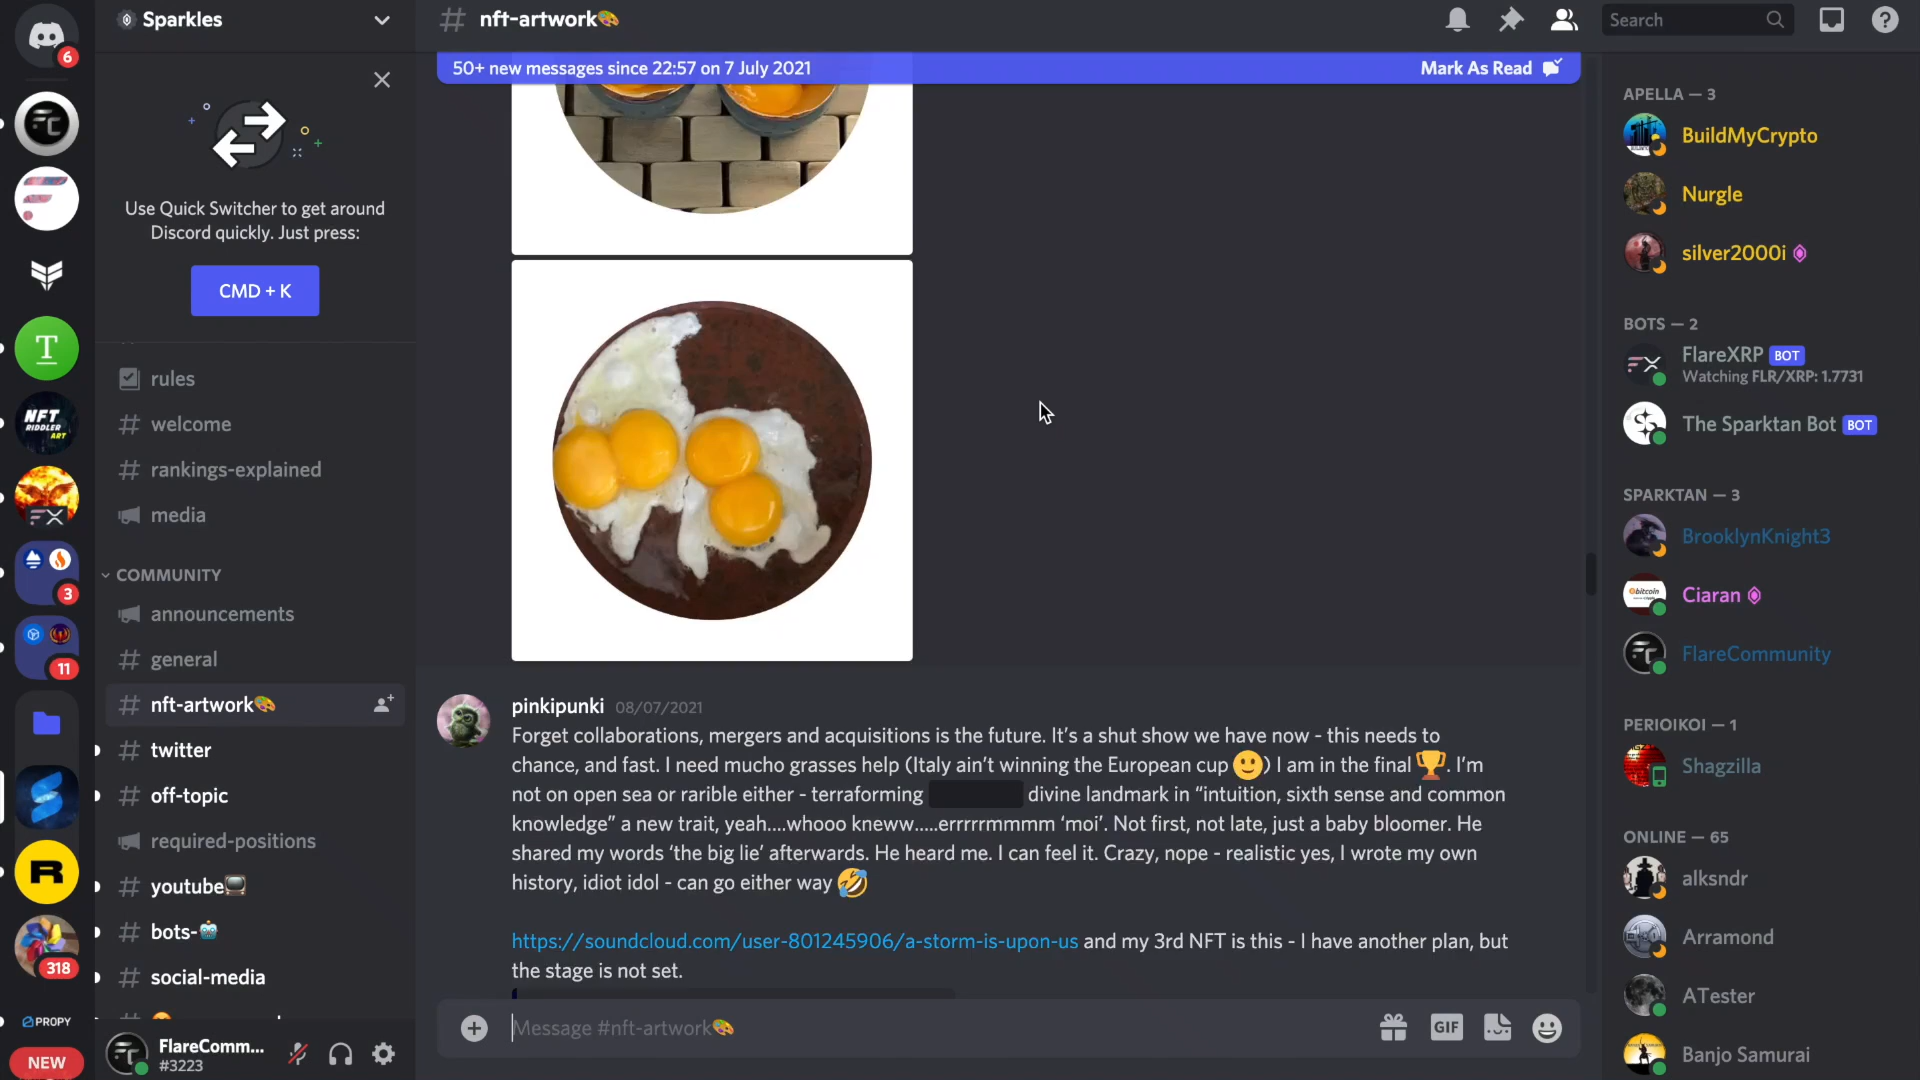 6
3
11
318
PROPY
NEW
T
NFT
RIDDLER
ART
FX
R
Sparkles
Use Quick Switcher to get around
Discord quickly. Just press:
CMD + K
rules
welcome
rankings-explained
media
COMMUNITY
announcements
general
nft-artwork🎨
twitter
off-topic
required-positions
youtube📺
bots-🤖
social-media
FlareComm...
#3223
nft-artwork🎨
Search
50+ new messages since 22:57 on 7 July 2021
Mark As Read
pinkipunki 08/07/2021
Forget collaborations, mergers and acquisitions is the future. It's a shut show we have now - this needs to
chance, and fast. I need mucho grasses help (Italy ain't winning the European cup 🙂) I am in the final 🏆. I'm
not on open sea or rarible either - terraforming divine landmark in “intuition, sixth sense and common
knowledge” a new trait, yeah....whooo kneww.....errrrrmmmm ‘moi’. Not first, not late, just a baby bloomer. He
shared my words ‘the big lie’ afterwards. He heard me. I can feel it. Crazy, nope - realistic yes, I wrote my own
history, idiot idol - can go either way 🤣
https://soundcloud.com/user-801245906/a-storm-is-upon-us and my 3rd NFT is this - I have another plan, but
the stage is not set.
Message #nft-artwork🎨
GIF
APELLA — 3
BuildMyCrypto
Nurgle
silver2000i
BOTS — 2
FlareXRP BOT
Watching FLR/XRP: 1.7731
The Sparktan Bot BOT
SPARKTAN — 3
BrooklynKnight3
Ciaran
bitcoin
FlareCommunity
PERIOIKOI — 1
Shagzilla
ONLINE — 65
alksndr
Arramond
ATester
Banjo Samurai